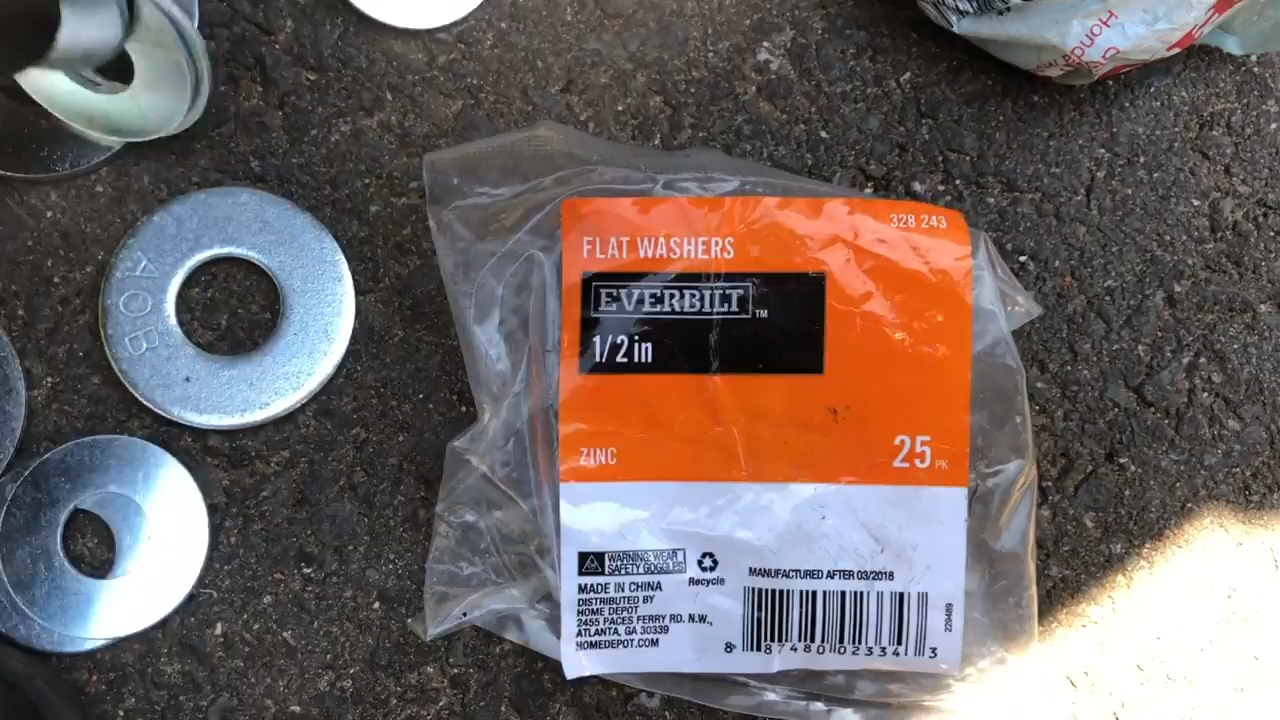 Honda
328 243
FLAT WASHERS
EVERBILT TM
1/2 in
AOB
ZINC
25 PK
WARNING: WEAR
SAFETY GOGGLES
Recycle
MANUFACTURED AFTER 03/2018
MADE IN CHINA
DISTRIBUTED BY
HOME DEPOT
2455 PACES FERRY RD. N.W.,
ATLANTA, GA 30339
HOMEDEPOT.COM
229489
8 87480 02334 3